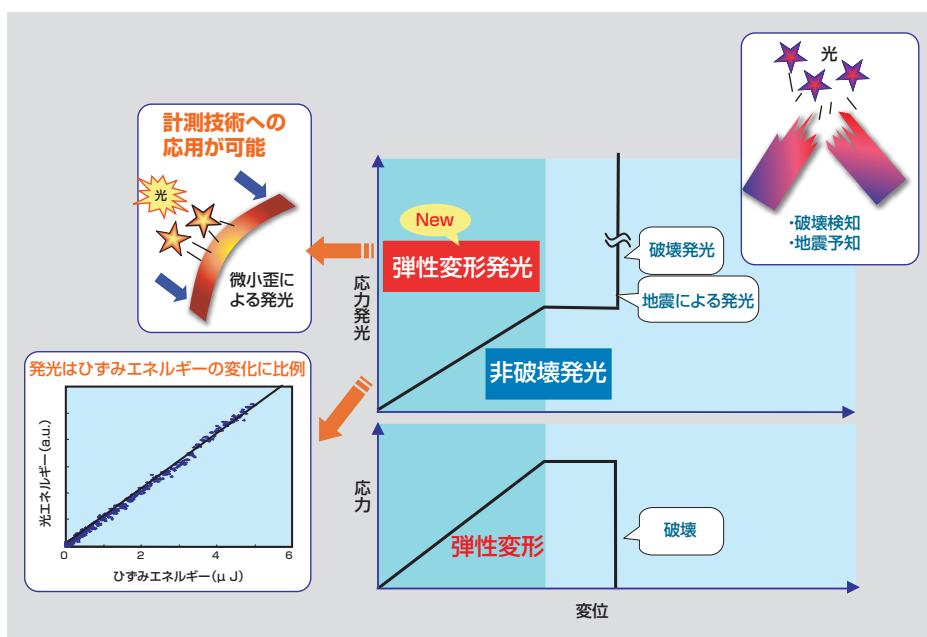 計測技術への
応用が可能
光
微小歪に
よる発光
発光はひずみエネルギーの変化に比例
光エネルギー(a.u.)
0
2
4
6
ひずみエネルギー(μJ)
応力発光
New
弾性変形発光
非破壊発光
破壊発光
地震による発光
光
・破壊検知
・地震予知
応力
弾性変形
破壊
変位